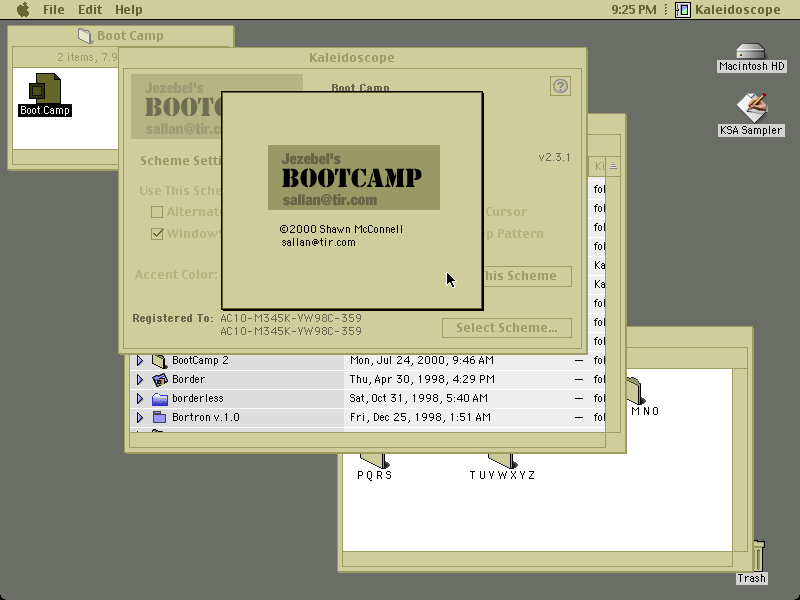 File Edit Help
9:25 PM
Kaleidoscope
Boot Camp
2 items, 7.9
Boot Camp
Kaleidoscope
Jezebel's
BOOTC
sallan@tir.c
Boot Camp
Scheme Setti
v2.3.1
Use This Sche
Alternat
Cursor
Window
p Pattern
Accent Color:
his Scheme
Registered To: AC10-M345K-YW98C-359
AC10-M345K-YW98C-359
Select Scheme...
Jezebel's
BOOTCAMP
sallan@tir.com
©2000 Shawn McConnell
sallan@tir.com
Ki
fol
fol
fol
fol
Ka
Ka
fol
fol
fol
BootCamp 2 Mon, Jul 24, 2000, 9:46 AM — fol
Border Thu, Apr 30, 1998, 4:29 PM — fol
borderless Sat, Oct 31, 1998, 5:40 AM — fol
Bortron v.1.0 Fri, Dec 25, 1998, 1:51 AM — fol
M N O
P Q R S
T U V W X Y Z
Macintosh HD
KSA Sampler
Trash